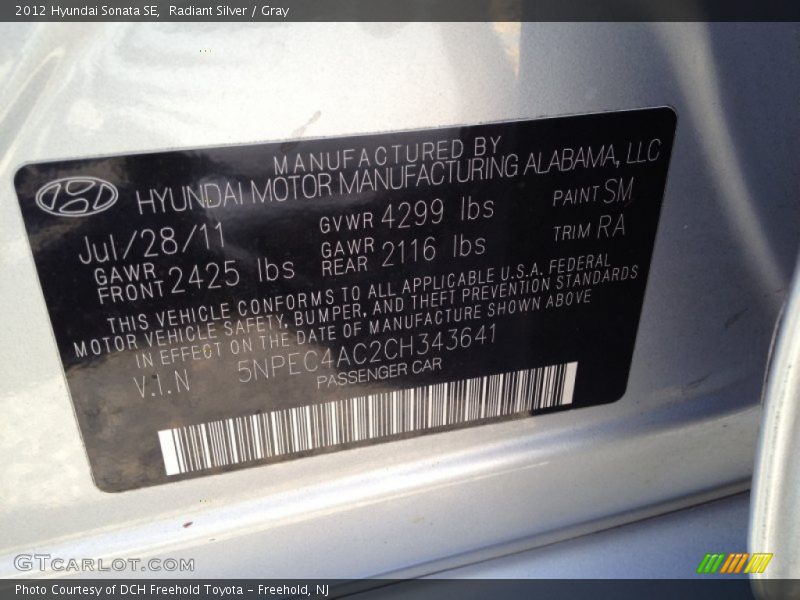 2012 Hyundai Sonata SE,  Radiant Silver / Gray
MANUFACTURED BY
HYUNDAI MOTOR MANUFACTURING ALABAMA, LLC
Jul/28/11 GVWR 4299 lbs PAINT SM
GAWR FRONT 2425 lbs GAWR REAR 2116 lbs TRIM RA
THIS VEHICLE CONFORMS TO ALL APPLICABLE U.S.A. FEDERAL
MOTOR VEHICLE SAFETY, BUMPER, AND THEFT PREVENTION STANDARDS
IN EFFECT ON THE DATE OF MANUFACTURE SHOWN ABOVE
V.I.N 5NPEC4AC2CH343641
PASSENGER CAR
GTCARLOT.COM
Photo Courtesy of DCH Freehold Toyota - Freehold, NJ